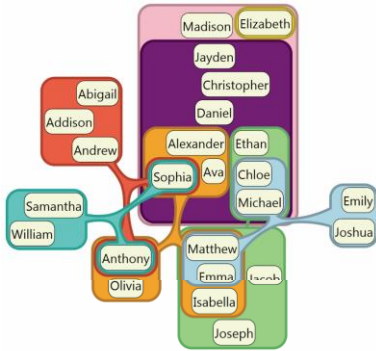 Madison Elizabeth
Jayden
Christopher
Daniel
Abigail
Addison
Andrew
Alexander Ethan
Sophia Ava Chloe
Samantha Michael Emily
William Joshua
Anthony Matthew
Olivia Emma Jacob
Isabella
Joseph